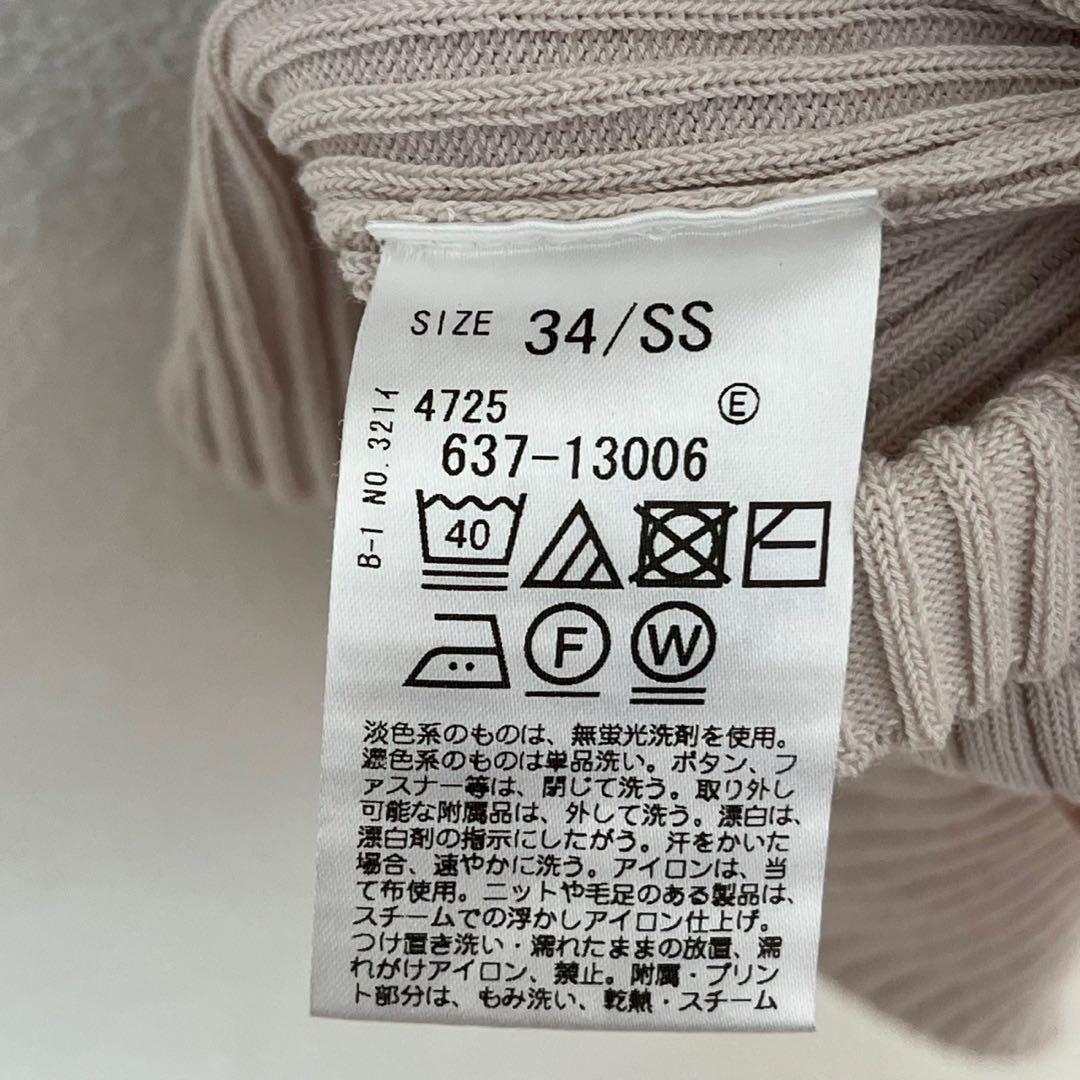 SIZE 34/SS
B-1 NO.321イ
4725 Ⓔ
637-13006
40
F W
淡色系のものは、無蛍光洗剤を使用。
濃色系のものは単品洗い。ボタン、フ
ァスナー等は、閉じて洗う。取り外し
可能な附属品は、外して洗う。漂白は、
漂白剤の指示にしたがう。汗をかいた
場合、速やかに洗う。アイロンは、当
て布使用。ニットや毛足のある製品は、
スチームでの浮かしアイロン仕上げ。
つけ置き洗い・濡れたままの放置、濡
れがけアイロン、禁止。附属・プリン
ト部分は、もみ洗い、乾熱・スチーム